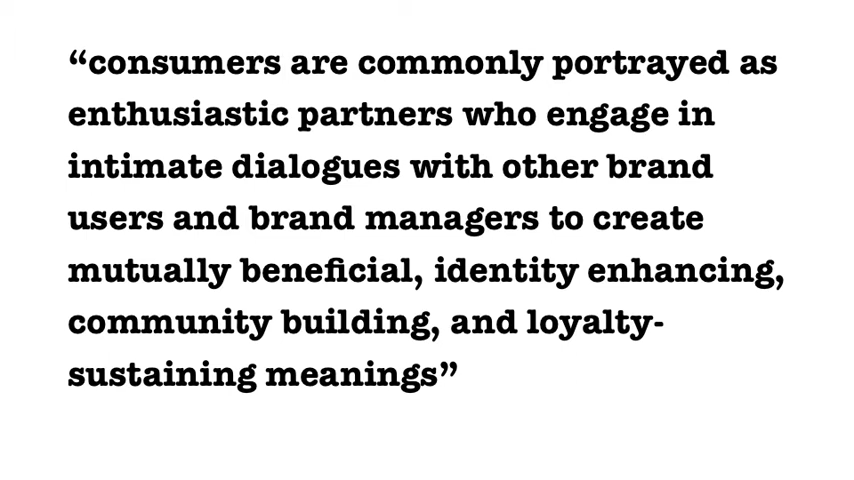 “consumers are commonly portrayed as
enthusiastic partners who engage in
intimate dialogues with other brand
users and brand managers to create
mutually beneficial, identity enhancing,
community building, and loyalty-
sustaining meanings”